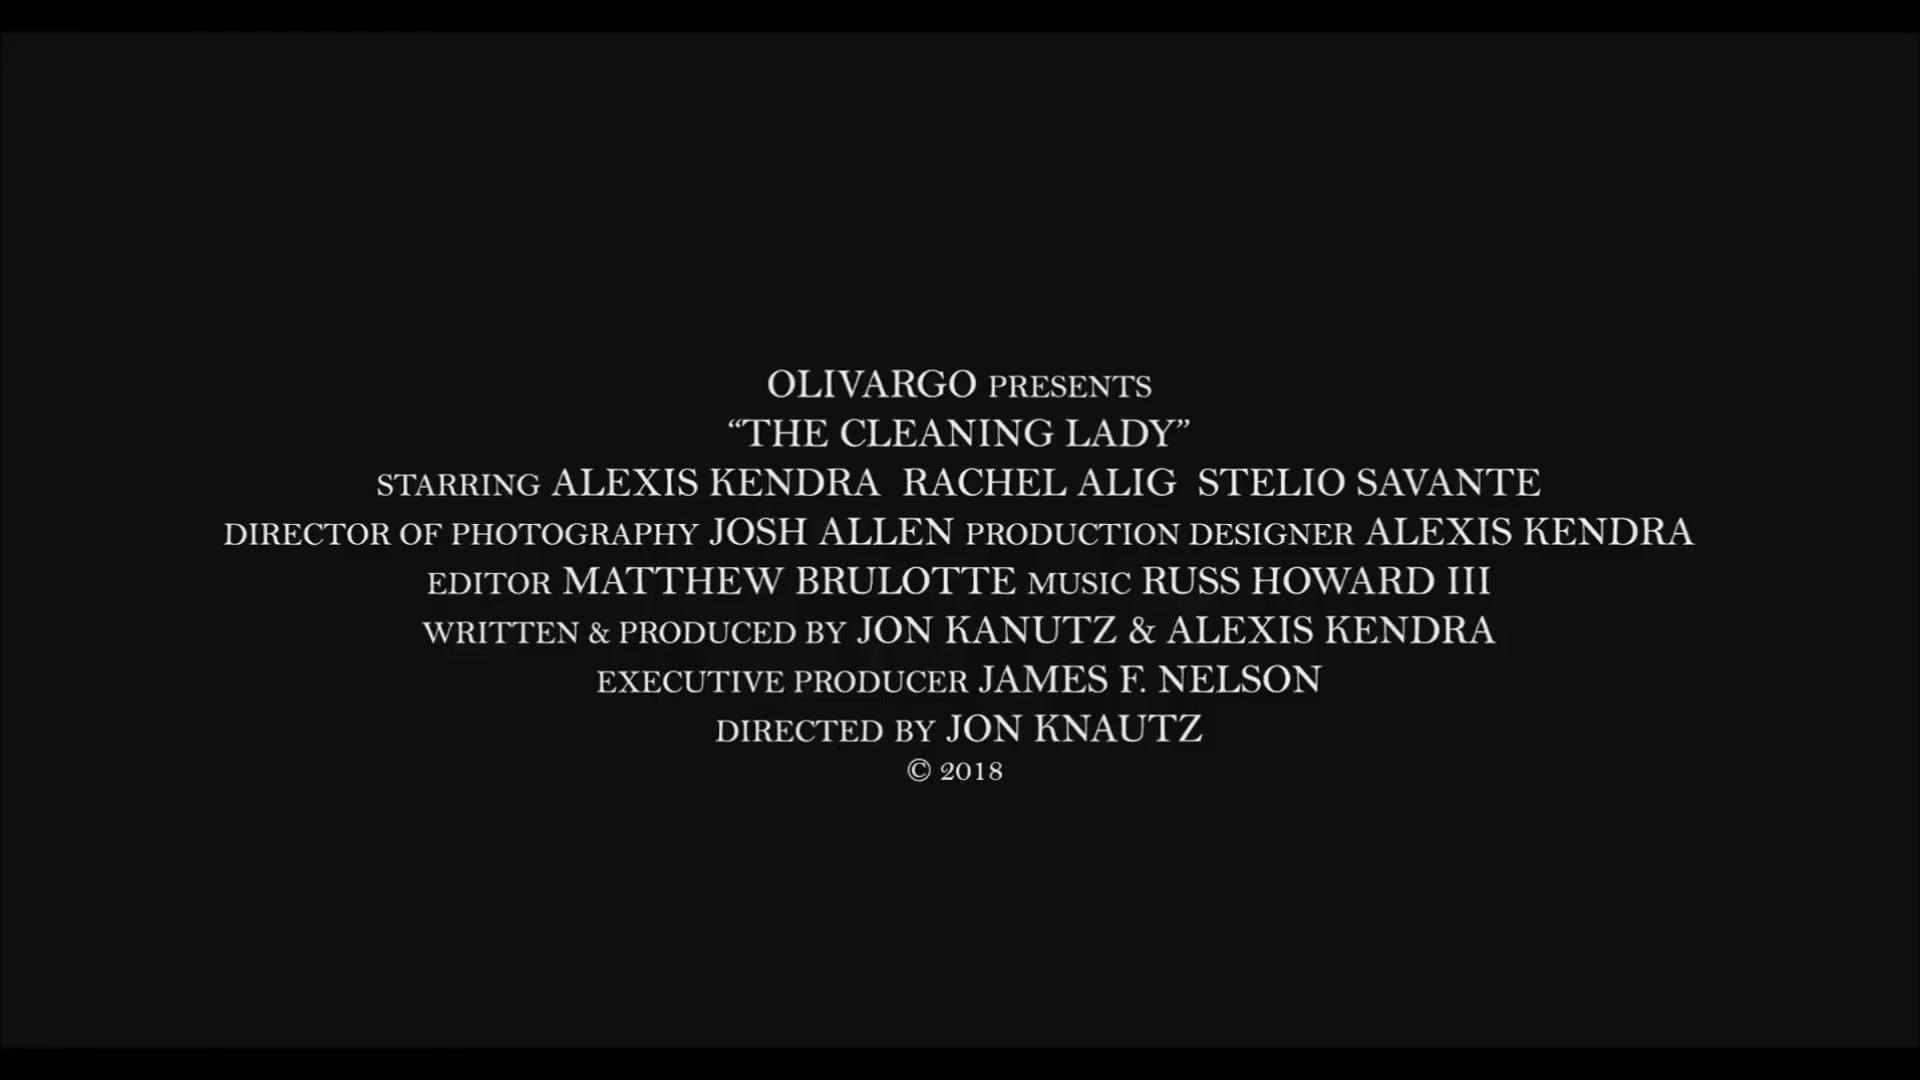 OLIVARGO PRESENTS
“THE CLEANING LADY”
STARRING ALEXIS KENDRA RACHEL ALIG STELIO SAVANTE
DIRECTOR OF PHOTOGRAPHY JOSH ALLEN PRODUCTION DESIGNER ALEXIS KENDRA
EDITOR MATTHEW BRULOTTE MUSIC RUSS HOWARD III
WRITTEN & PRODUCED BY JON KANUTZ & ALEXIS KENDRA
EXECUTIVE PRODUCER JAMES F. NELSON
DIRECTED BY JON KNAUTZ
© 2018